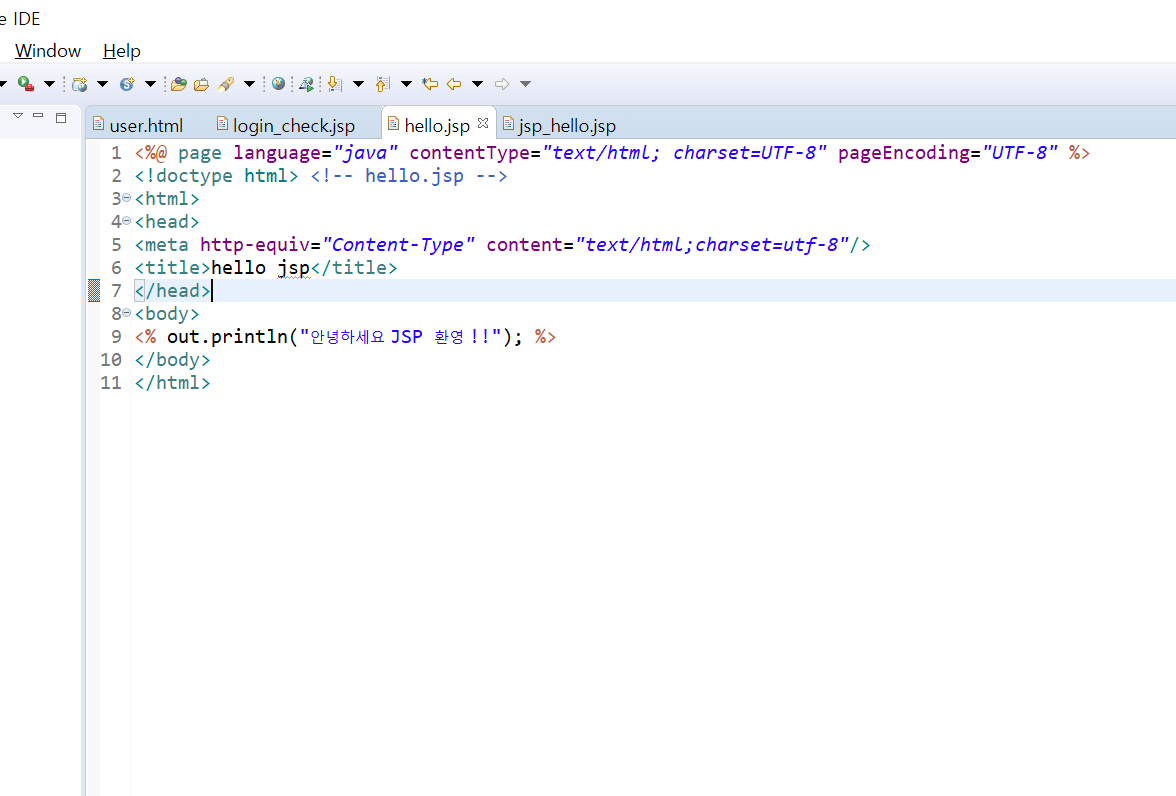 e IDE
Window Help
user.html login_check.jsp hello.jsp jsp_hello.jsp
1 <%@ page language="java" contentType="text/html; charset=UTF-8" pageEncoding="UTF-8" %>
2 <!doctype html> <!-- hello.jsp -->
3 <html>
4 <head>
5 <meta http-equiv="Content-Type" content="text/html;charset=utf-8"/>
6 <title>hello jsp</title>
7 </head>
8 <body>
9 <% out.println("안녕하세요 JSP 환영 !!"); %>
10 </body>
11 </html>